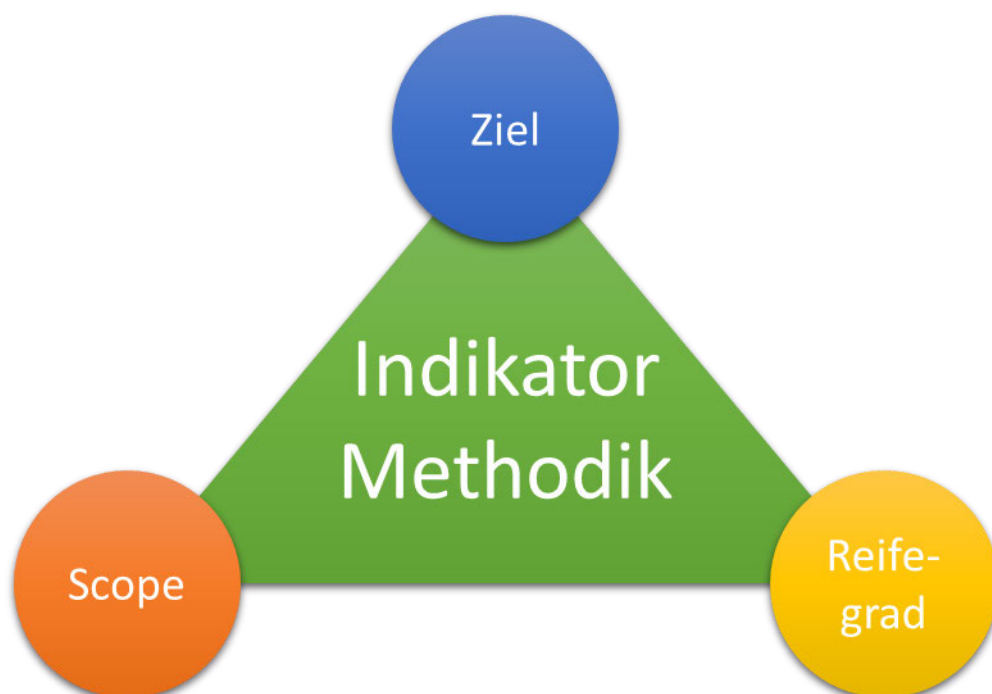 Ziel
Indikator
Methodik
Scope
Reife-
grad